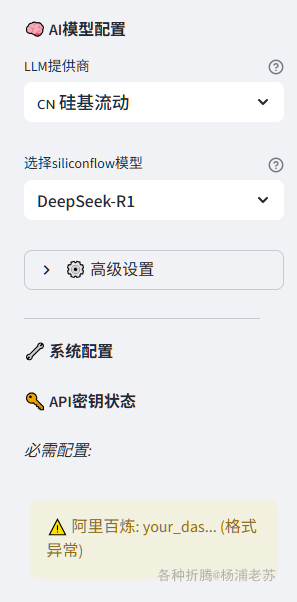 🧠 AI模型配置
LLM提供商
CN 硅基流动
选择siliconflow模型
DeepSeek-R1
⚙️ 高级设置
🔧 系统配置
🔑 API密钥状态
必需配置:
⚠️ 阿里百炼: your_das... (格式
异常)
各种折腾@杨浦老苏